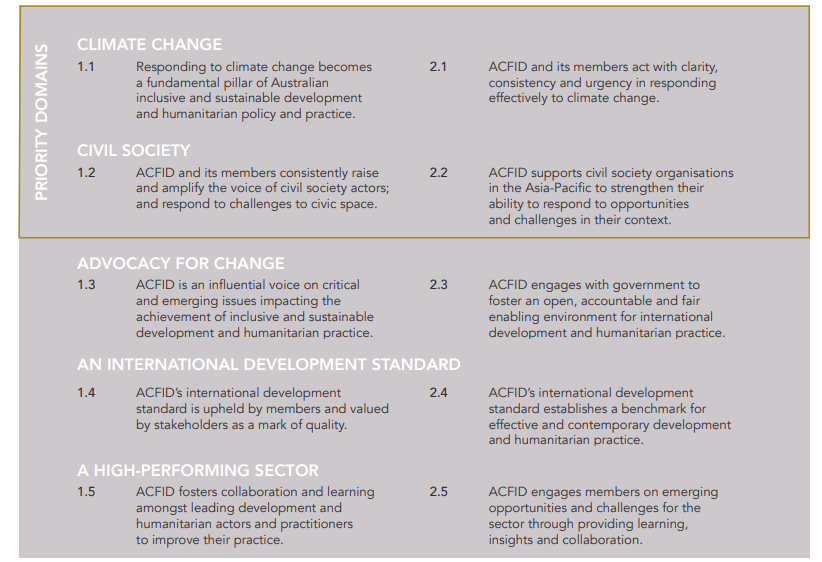 PRIORITY DOMAINS
CLIMATE CHANGE
1.1 Responding to climate change becomes
a fundamental pillar of Australian
inclusive and sustainable development
and humanitarian policy and practice.
2.1 ACFID and its members act with clarity,
consistency and urgency in responding
effectively to climate change.
CIVIL SOCIETY
1.2 ACFID and its members consistently raise
and amplify the voice of civil society actors;
and respond to challenges to civic space.
2.2 ACFID supports civil society organisations
in the Asia-Pacific to strengthen their
ability to respond to opportunities
and challenges in their context.
ADVOCACY FOR CHANGE
1.3 ACFID is an influential voice on critical
and emerging issues impacting the
achievement of inclusive and sustainable
development and humanitarian practice.
2.3 ACFID engages with government to
foster an open, accountable and fair
enabling environment for international
development and humanitarian practice.
AN INTERNATIONAL DEVELOPMENT STANDARD
1.4 ACFID's international development
standard is upheld by members and valued
by stakeholders as a mark of quality.
2.4 ACFID's international development
standard establishes a benchmark for
effective and contemporary development
and humanitarian practice.
A HIGH-PERFORMING SECTOR
1.5 ACFID fosters collaboration and learning
amongst leading development and
humanitarian actors and practitioners
to improve their practice.
2.5 ACFID engages members on emerging
opportunities and challenges for the
sector through providing learning,
insights and collaboration.